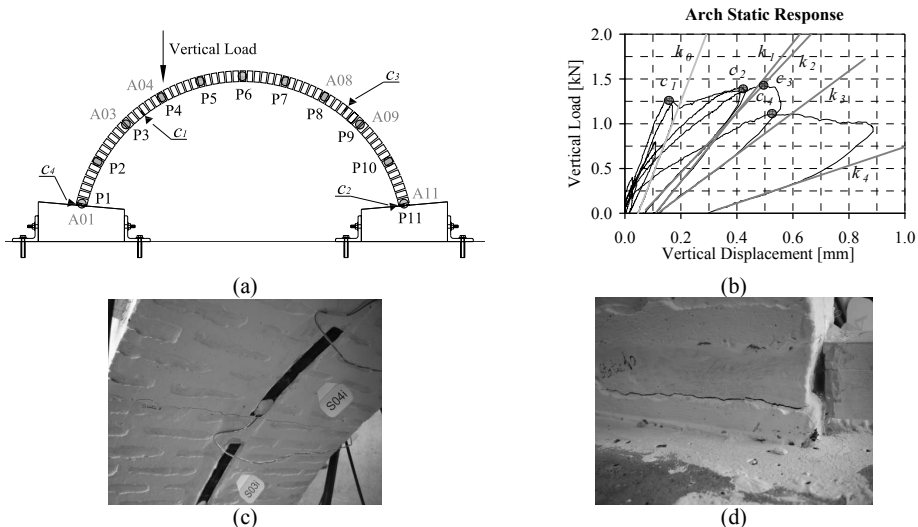 Vertical Load
A04
P5
P6
P7
A08
c3
P4
P8
A03
P3
c1
P9
A09
P2
P10
c4
P1
c2
A11
A01
P11
(a)
Arch Static Response
Vertical Load [kN]
2.0
1.5
1.0
0.5
0.0
k0
k1
k2
c1
c2
c3
c4
k3
k4
0.0 0.2 0.4 0.6 0.8 1.0
Vertical Displacement [mm]
(b)
S04i
S03i
(c)
(d)